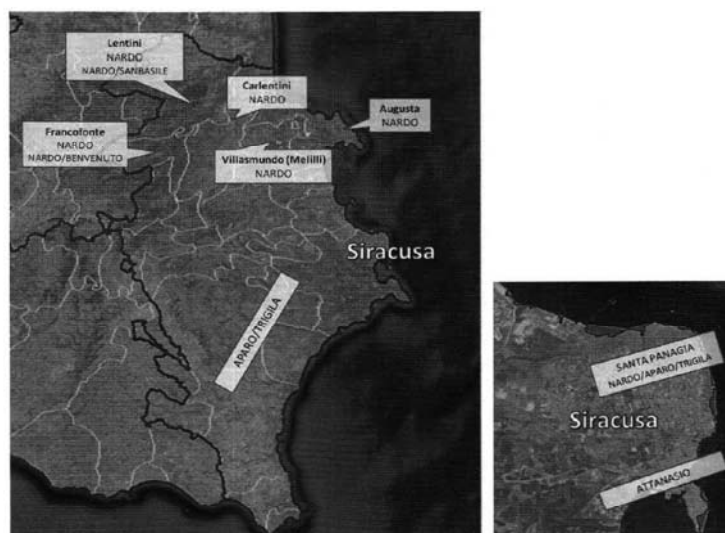 Lentini
NARDO
NARDO/SANBASILE
Carlentini
NARDO
Augusta
NARDO
Francofonte
NARDO
NARDO/BENVENUTO
Villasmundo (Melilli)
NARDO
Siracusa
APARO/TRIGILA
SANTA PANAGIA
NARDO/APARO/TRIGILA
Siracusa
ATTANASIO